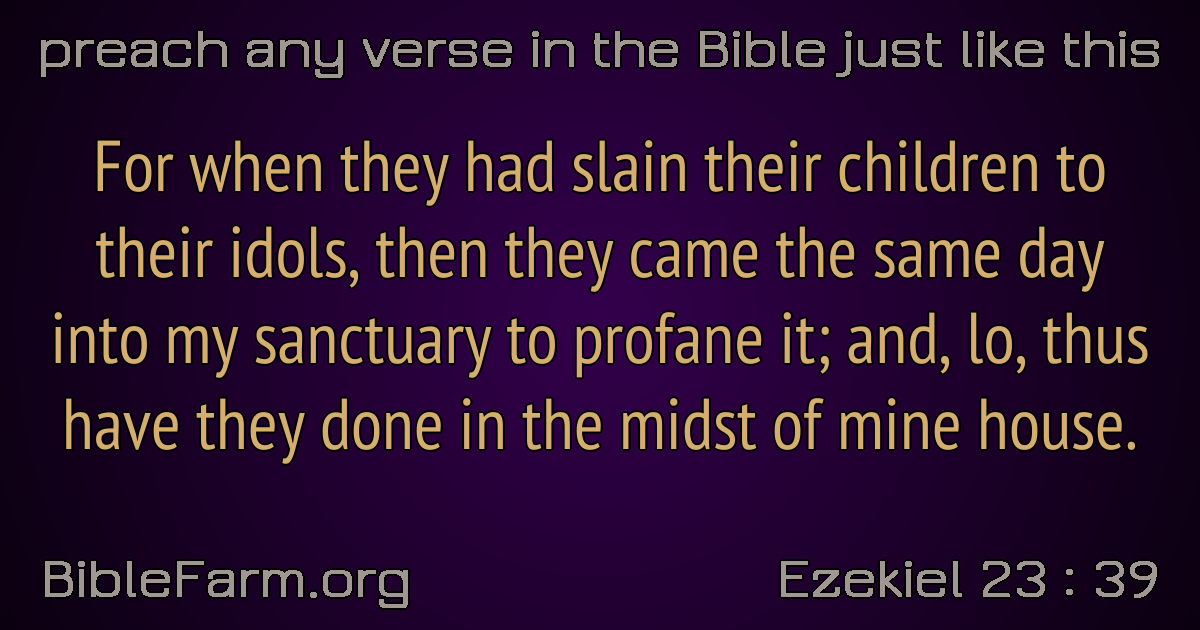 preach any verse in the Bible just like this
For when they had slain their children to
their idols, then they came the same day
into my sanctuary to profane it; and, lo, thus
have they done in the midst of mine house.
BibleFarm.org
Ezekiel 23 : 39